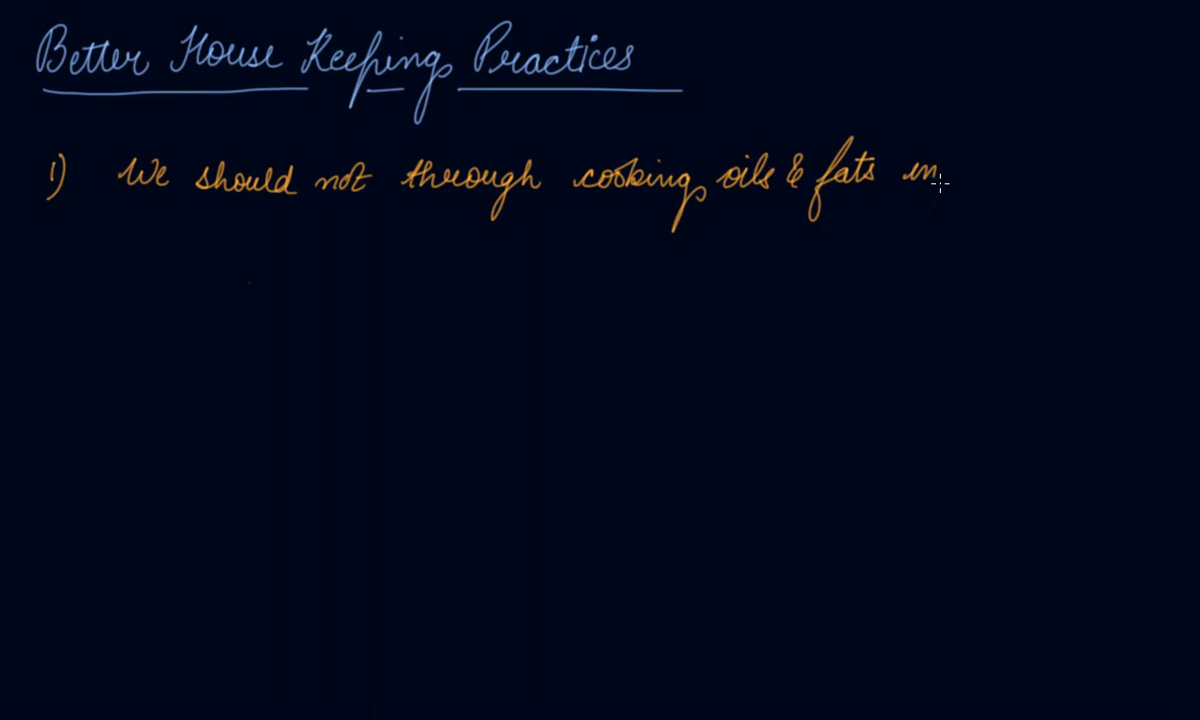 Better House Keeping Practices
1) We should not through cooking oils & fats in